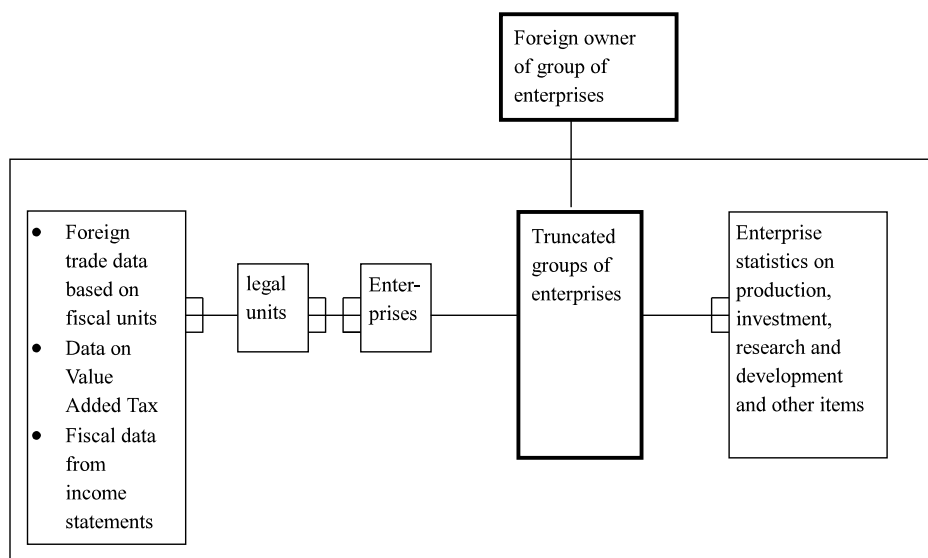 Foreign owner
of group of
enterprises
● Foreign
trade data
based on
fiscal units
● Data on
Value
Added Tax
● Fiscal data
from
income
statements
legal
units
Enter-
prises
Truncated
groups of
enterprises
Enterprise
statistics on
production,
investment,
research and
development
and other items